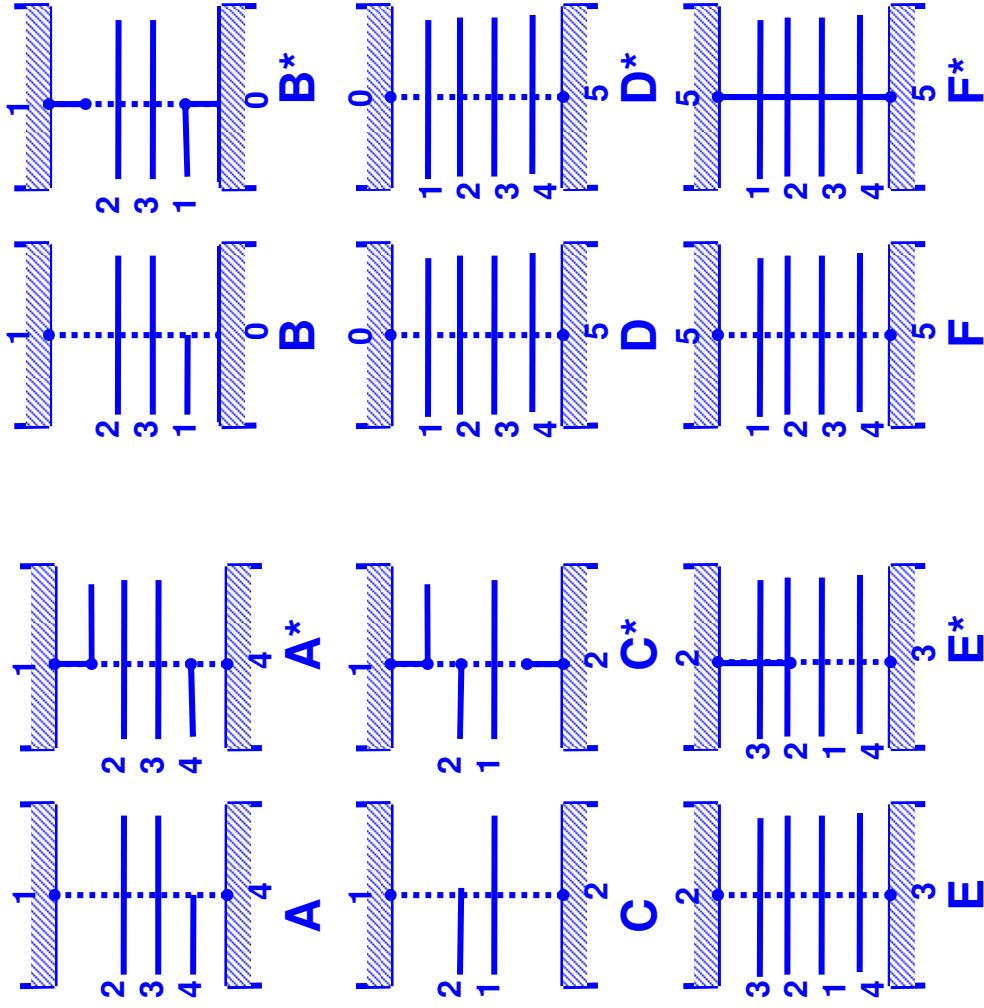 1 1 1 1
2 2 2 2
3 3 3 3
4 4 1 1
4 4 0 0
A A* B B*
1 1 0 0
1 1
2 2 2 2
1 1 3 3
4 4
2 2 5 5
C C* D D*
2 2 5 5
3 3 1 1
2 2 2 2
1 1 3 3
4 4 4 4
3 3 5 5
E E* F F*